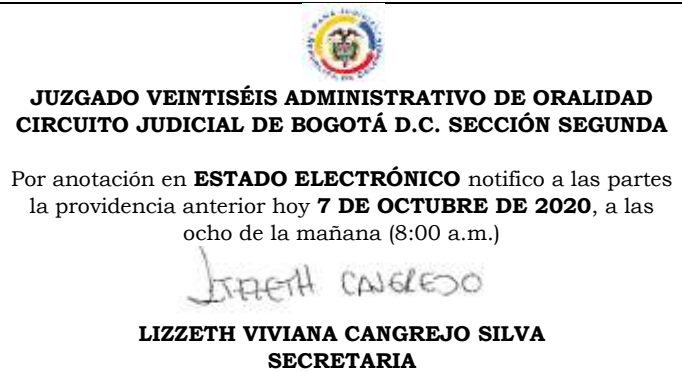 JUZGADO VEINTISÉIS ADMINISTRATIVO DE ORALIDAD
CIRCUITO JUDICIAL DE BOGOTÁ D.C. SECCIÓN SEGUNDA
Por anotación en ESTADO ELECTRÓNICO notifico a las partes
la providencia anterior hoy 7 DE OCTUBRE DE 2020, a las
ocho de la mañana (8:00 a.m.)
LIZZETH CANGREJO
LIZZETH VIVIANA CANGREJO SILVA
SECRETARIA